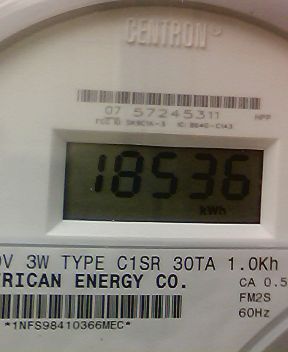 CENTRON®
07 57245311
HPP
18536
kWh
V 3W TYPE C1SR 30TA 1.0Kh
RICAN ENERGY CO.
CA 0.5
FM2S
60Hz
*1NFS98410366MEC*